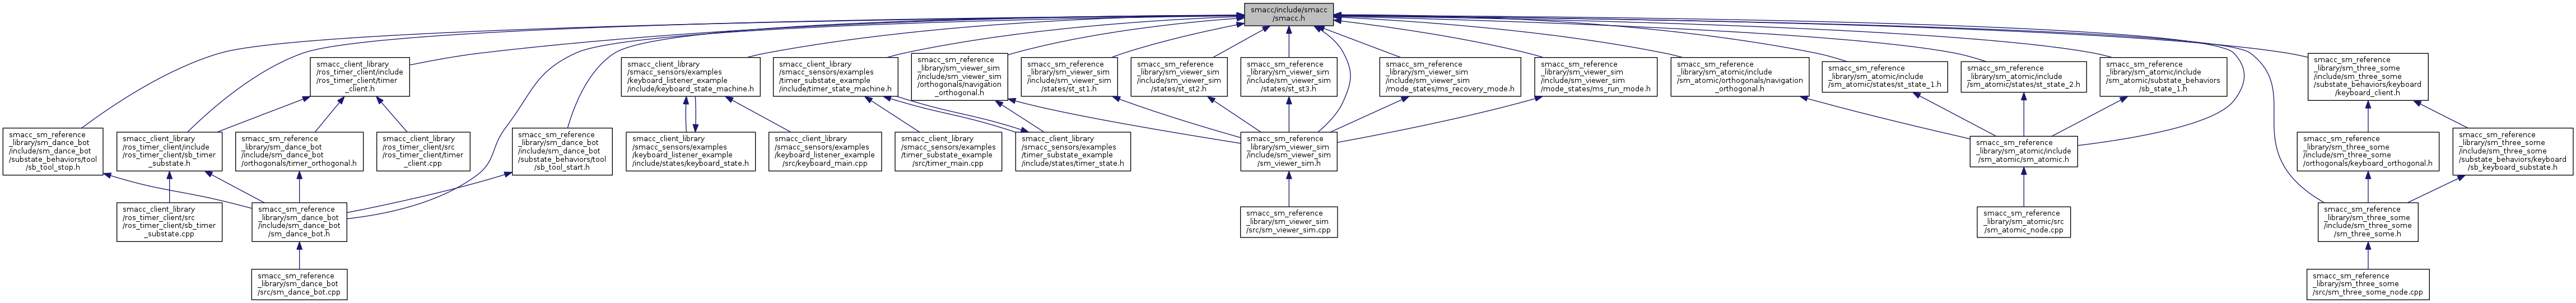 smacc/include/smacc
/smacc.h
smacc_client_library
/ros_timer_client/include
/ros_timer_client/timer
_client.h
smacc_client_library
/smacc_sensors/examples
/keyboard_listener_example
/include/keyboard_state_machine.h
smacc_client_library
/smacc_sensors/examples
/timer_substate_example
/include/timer_state_machine.h
smacc_sm_reference
_library/sm_viewer_sim
/include/sm_viewer_sim
/orthogonals/navigation
_orthogonal.h
smacc_sm_reference
_library/sm_viewer_sim
/include/sm_viewer_sim
/states/st_st1.h
smacc_sm_reference
_library/sm_viewer_sim
/include/sm_viewer_sim
/states/st_st2.h
smacc_sm_reference
_library/sm_viewer_sim
/include/sm_viewer_sim
/states/st_st3.h
smacc_sm_reference
_library/sm_viewer_sim
/include/sm_viewer_sim
/mode_states/ms_recovery_mode.h
smacc_sm_reference
_library/sm_viewer_sim
/include/sm_viewer_sim
/mode_states/ms_run_mode.h
smacc_sm_reference
_library/sm_atomic/include
/sm_atomic/orthogonals/navigation
_orthogonal.h
smacc_sm_reference
_library/sm_atomic/include
/sm_atomic/states/st_state_1.h
smacc_sm_reference
_library/sm_atomic/include
/sm_atomic/states/st_state_2.h
smacc_sm_reference
_library/sm_atomic/include
/sm_atomic/substate_behaviors
/sb_state_1.h
smacc_sm_reference
_library/sm_three_some
/include/sm_three_some
/substate_behaviors/keyboard
/keyboard_client.h
smacc_sm_reference
_library/sm_dance_bot
/include/sm_dance_bot
/substate_behaviors/tool
/sb_tool_stop.h
smacc_client_library
/ros_timer_client/include
/ros_timer_client/sb_timer
_substate.h
smacc_sm_reference
_library/sm_dance_bot
/include/sm_dance_bot
/orthogonals/timer_orthogonal.h
smacc_client_library
/ros_timer_client/src
/ros_timer_client/timer
_client.cpp
smacc_sm_reference
_library/sm_dance_bot
/include/sm_dance_bot
/substate_behaviors/tool
/sb_tool_start.h
smacc_client_library
/smacc_sensors/examples
/keyboard_listener_example
/include/states/keyboard_state.h
smacc_client_library
/smacc_sensors/examples
/keyboard_listener_example
/src/keyboard_main.cpp
smacc_client_library
/smacc_sensors/examples
/timer_substate_example
/src/timer_main.cpp
smacc_client_library
/smacc_sensors/examples
/timer_substate_example
/include/states/timer_state.h
smacc_sm_reference
_library/sm_viewer_sim
/include/sm_viewer_sim
/sm_viewer_sim.h
smacc_sm_reference
_library/sm_atomic/include
/sm_atomic/sm_atomic.h
smacc_sm_reference
_library/sm_three_some
/include/sm_three_some
/orthogonals/keyboard_orthogonal.h
smacc_sm_reference
_library/sm_three_some
/include/sm_three_some
/substate_behaviors/keyboard
/sb_keyboard_substate.h
smacc_client_library
/ros_timer_client/src
/ros_timer_client/sb_timer
_substate.cpp
smacc_sm_reference
_library/sm_dance_bot
/include/sm_dance_bot
/sm_dance_bot.h
smacc_sm_reference
_library/sm_viewer_sim
/src/sm_viewer_sim.cpp
smacc_sm_reference
_library/sm_atomic/src
/sm_atomic_node.cpp
smacc_sm_reference
_library/sm_three_some
/include/sm_three_some
/sm_three_some.h
smacc_sm_reference
_library/sm_dance_bot
/src/sm_dance_bot.cpp
smacc_sm_reference
_library/sm_three_some
/src/sm_three_some_node.cpp